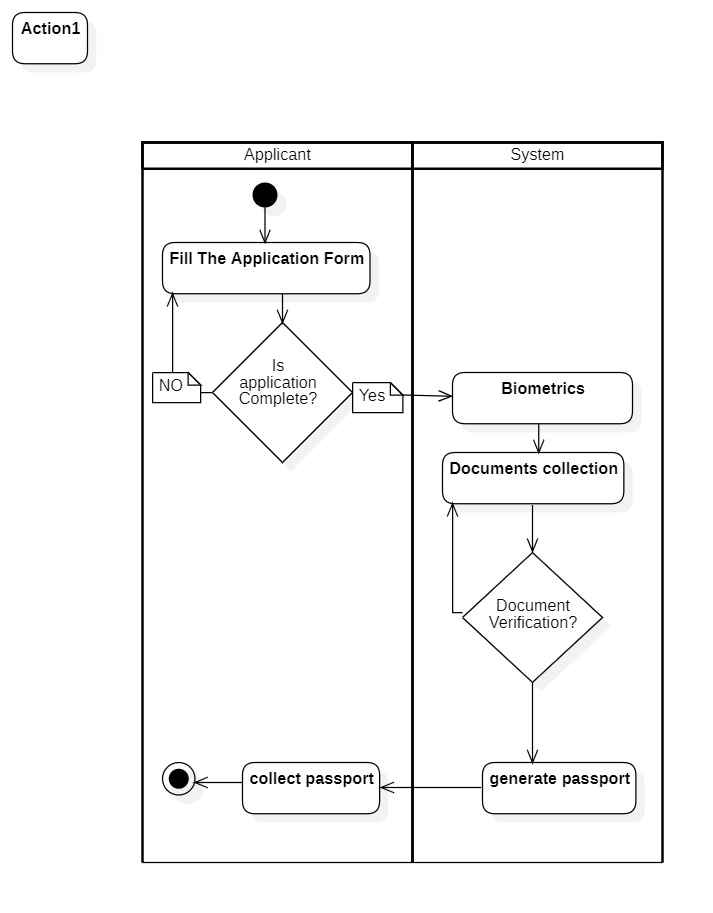 Action1
Applicant
System
Fill The Application Form
Is
application
Complete?
NO
Yes
Biometrics
Documents collection
Document
Verification?
collect passport
generate passport